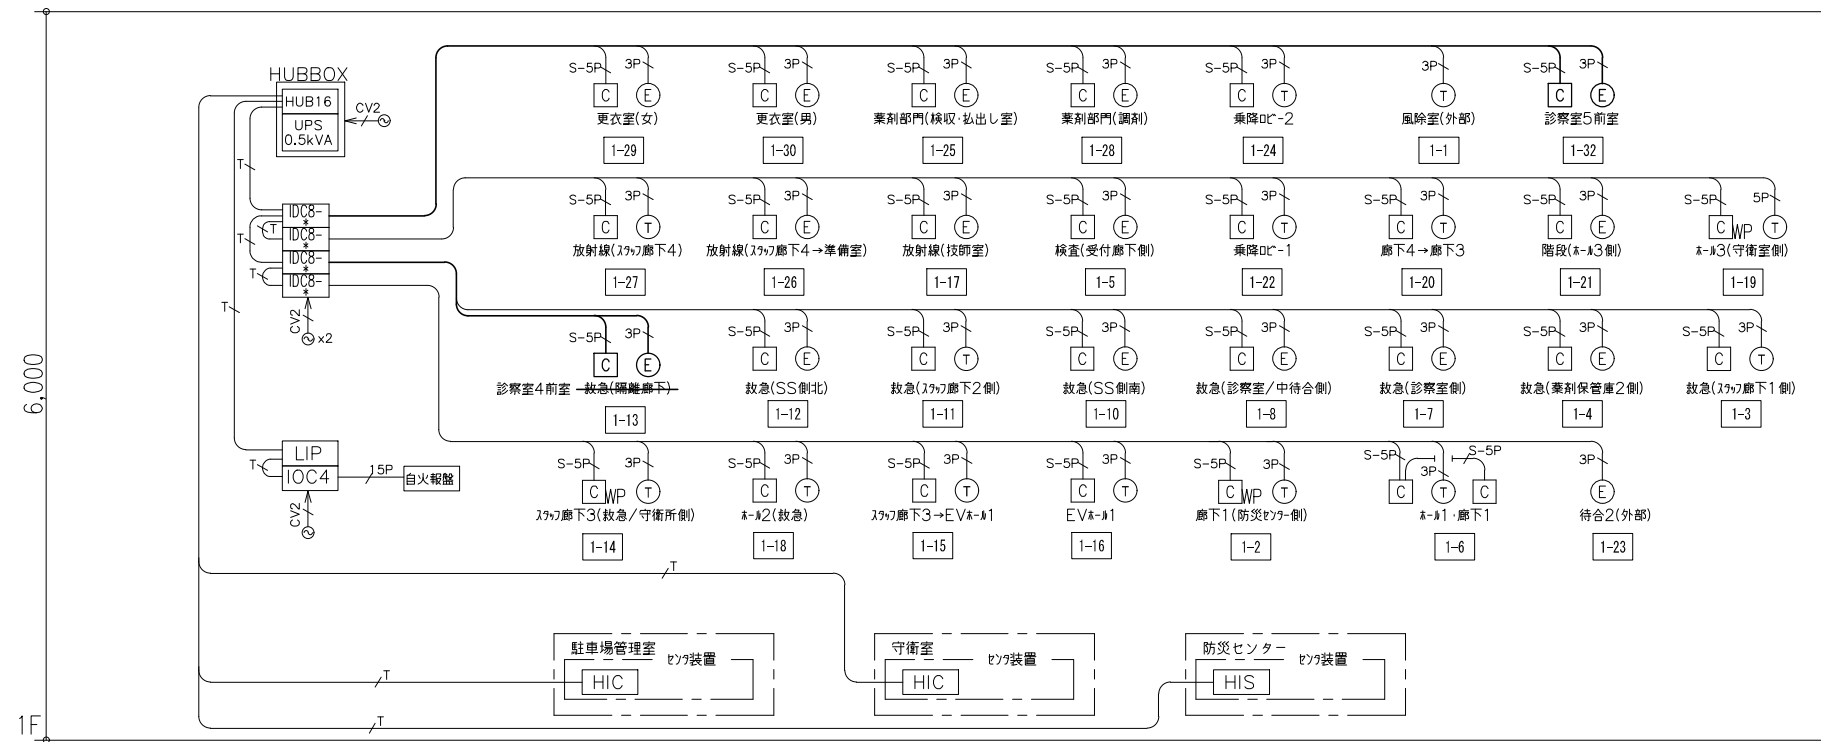 HUBBOX
HUB16
UPS
0.5kVA
CV2
T
S-5P 3P S-5P 3P S-5P 3P S-5P 3P S-5P 3P 3P S-5P 3P
C E C E C E C E C T T C E
更衣室(女) 更衣室(男) 薬剤部門(検収·払出し室) 薬剤部門(調剤) 乗降ﾛﾋﾞｰ2 風除室(外部) 診察室5前室
1-29 1-30 1-25 1-28 1-24 1-1 1-32
IDC8-*
IDC8-*
IDC8-*
IDC8-*
T
T
T
CV2
x2
S-5P 3P S-5P 3P S-5P 3P S-5P 3P S-5P 3P S-5P 3P S-5P 3P S-5P 5P
C T C E C E C E C T C T C E C WP T
放射線(ｽﾀｯﾌ廊下4) 放射線(ｽﾀｯﾌ廊下4→準備室) 放射線(技師室) 検査(受付廊下側) 乗降ﾛﾋﾞｰ1 廊下4→廊下3 階段(ﾎｰﾙ3側) ﾎｰﾙ3(守衛室側)
1-27 1-26 1-17 1-5 1-22 1-20 1-21 1-19
S-5P 3P S-5P 3P S-5P 3P S-5P 3P S-5P 3P S-5P 3P S-5P 3P S-5P 3P
C E C E C T C E C E C E C E C T
診察室4前室 救急(隔離廊下) 救急(SS側北) 救急(ｽﾀｯﾌ廊下2側) 救急(SS側南) 救急(診察室/中待合側) 救急(診察室側) 救急(薬剤保管庫2側) 救急(ｽﾀｯﾌ廊下1側)
1-13 1-12 1-11 1-10 1-8 1-7 1-4 1-3
T
6,000
LIP
IOC4
T
15P
自火報盤
CV2
S-5P 3P S-5P 3P S-5P 3P S-5P 3P S-5P 3P S-5P 3P S-5P 3P
C WP T C T C T C T C WP T C T C E
ｽﾀｯﾌ廊下3(救急/守衛所側) ﾎｰﾙ2(救急) ｽﾀｯﾌ廊下3→EVﾎｰﾙ1 EVﾎｰﾙ1 廊下1(防災ｾﾝﾀｰ側) ﾎｰﾙ1·廊下1 待合2(外部)
1-14 1-18 1-15 1-16 1-2 1-6 1-23
T
駐車場管理室 守衛室 防災センター
ｾﾝﾀ装置 ｾﾝﾀ装置 ｾﾝﾀ装置
T
HIC HIC HIS
T
1F